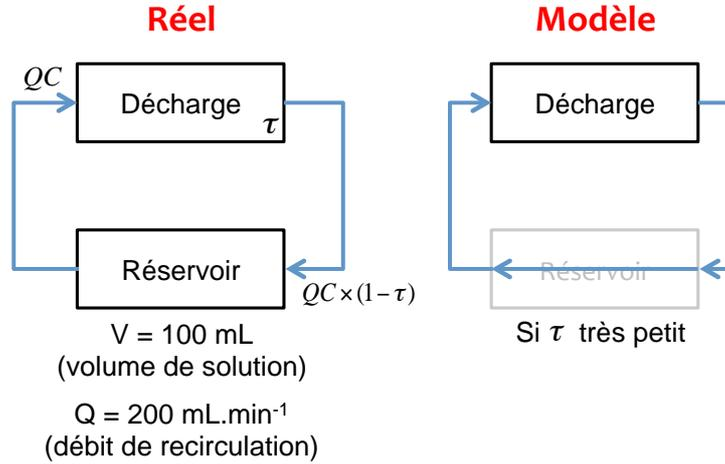 Réel
QC
Décharge
τ
Réservoir
QC×(1−τ)
V = 100 mL
(volume de solution)
Q = 200 mL.min⁻¹
(débit de recirculation)
Modèle
Décharge
Réservoir
Si τ très petit